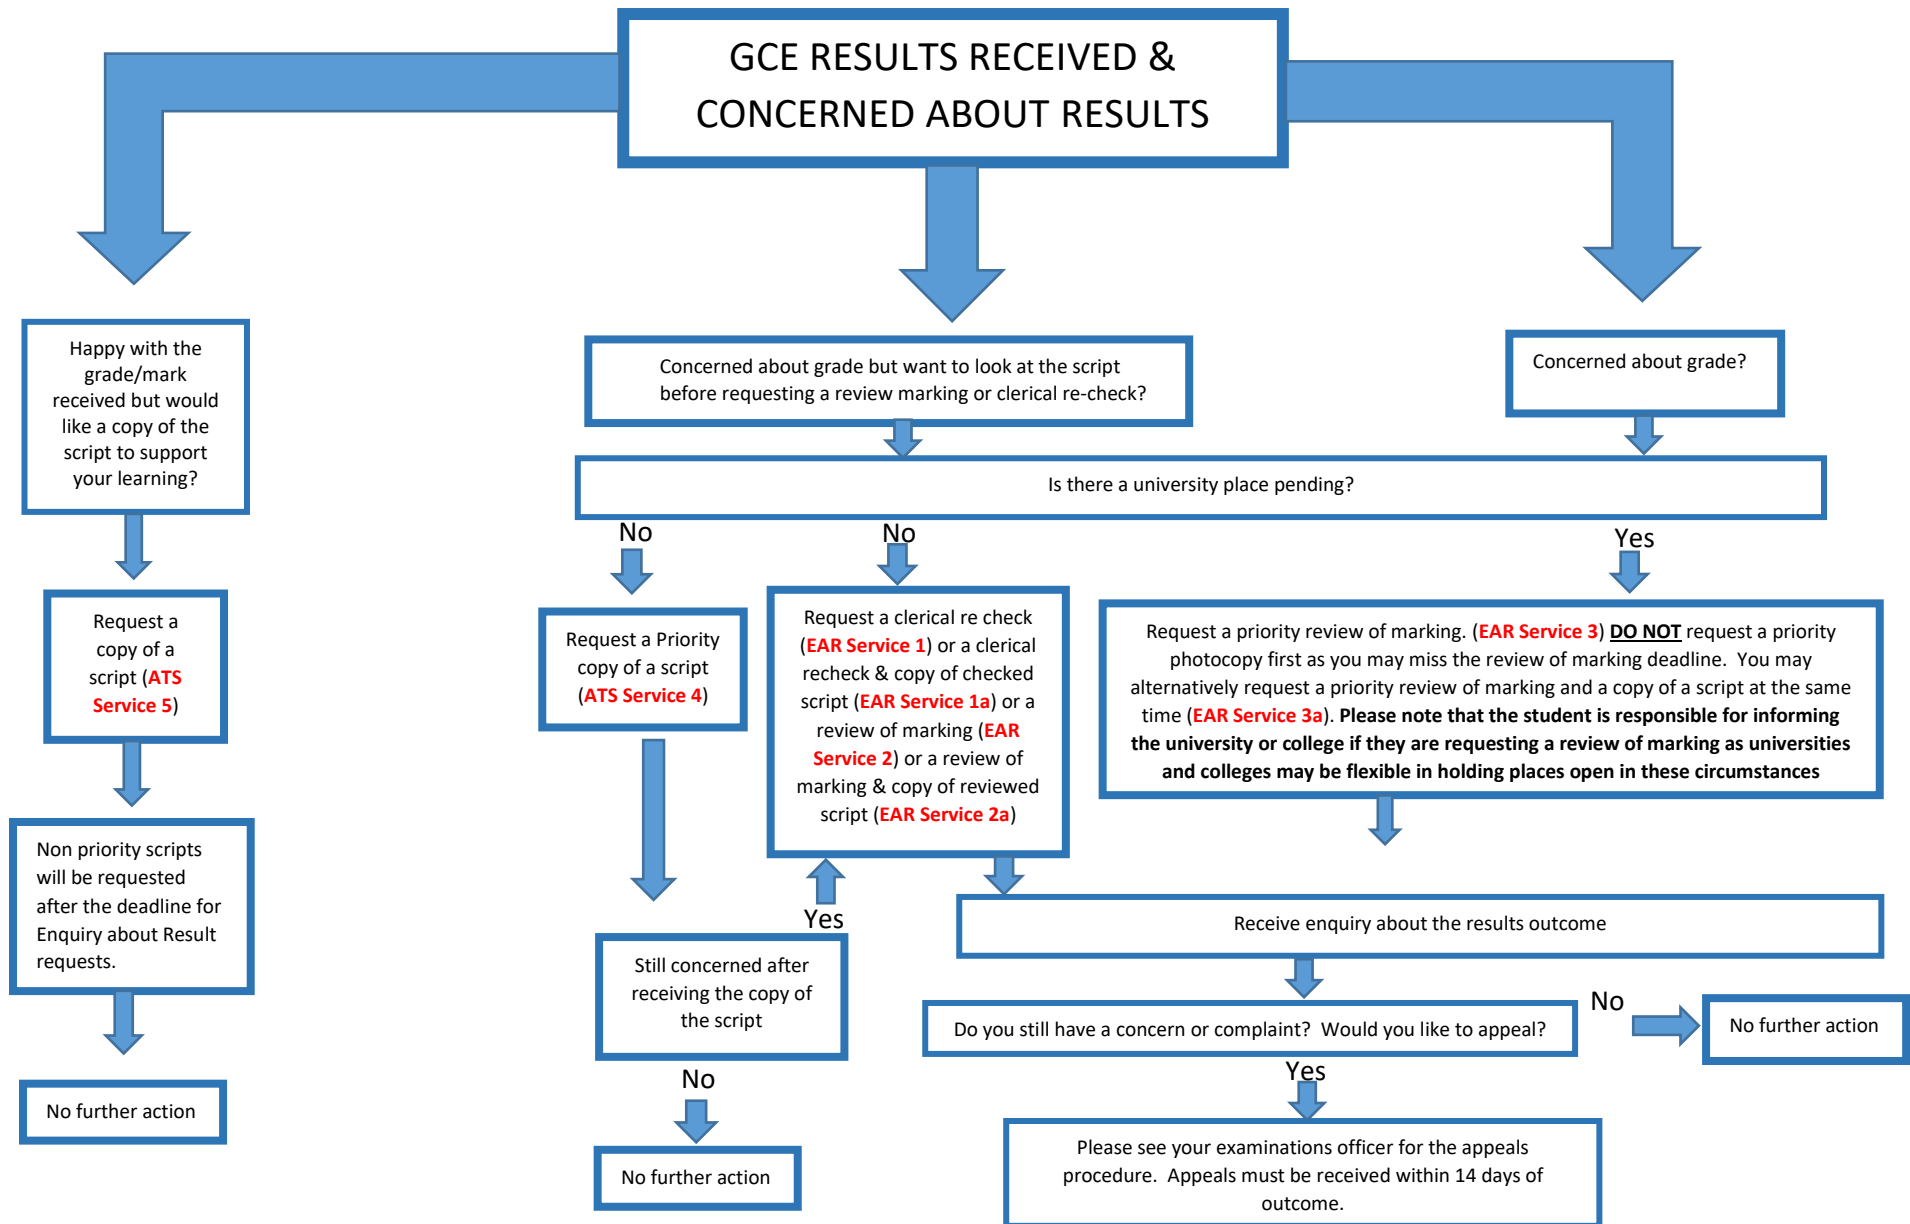 GCE RESULTS RECEIVED &
CONCERNED ABOUT RESULTS
Happy with the
grade/mark
received but would
like a copy of the
script to support
your learning?
Concerned about grade but want to look at the script
before requesting a review marking or clerical re-check?
Concerned about grade?
Is there a university place pending?
No
No
Yes
Request a
copy of a
script (ATS
Service 5)
Request a Priority
copy of a script
(ATS Service 4)
Request a clerical re check
(EAR Service 1) or a clerical
recheck & copy of checked
script (EAR Service 1a) or a
review of marking (EAR
Service 2) or a review of
marking & copy of reviewed
script (EAR Service 2a)
Request a priority review of marking. (EAR Service 3) DO NOT request a priority
photocopy first as you may miss the review of marking deadline.  You may
alternatively request a priority review of marking and a copy of a script at the same
time (EAR Service 3a). Please note that the student is responsible for informing
the university or college if they are requesting a review of marking as universities
and colleges may be flexible in holding places open in these circumstances
Non priority scripts
will be requested
after the deadline for
Enquiry about Result
requests.
Yes
Still concerned after
receiving the copy of
the script
Receive enquiry about the results outcome
Do you still have a concern or complaint?  Would you like to appeal?
No
No further action
No further action
No
Yes
No further action
Please see your examinations officer for the appeals
procedure.  Appeals must be received within 14 days of
outcome.